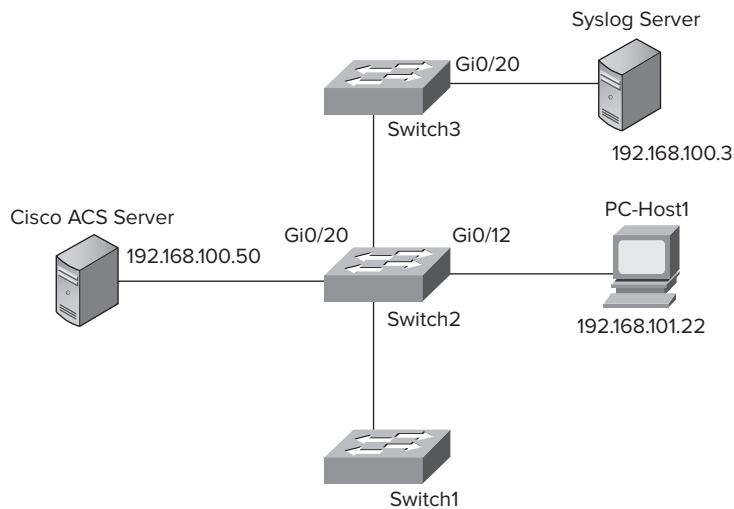 Syslog Server
Gi0/20
Switch3
192.168.100.3
Cisco ACS Server
PC-Host1
192.168.100.50
Gi0/20
Gi0/12
Switch2
192.168.101.22
Switch1